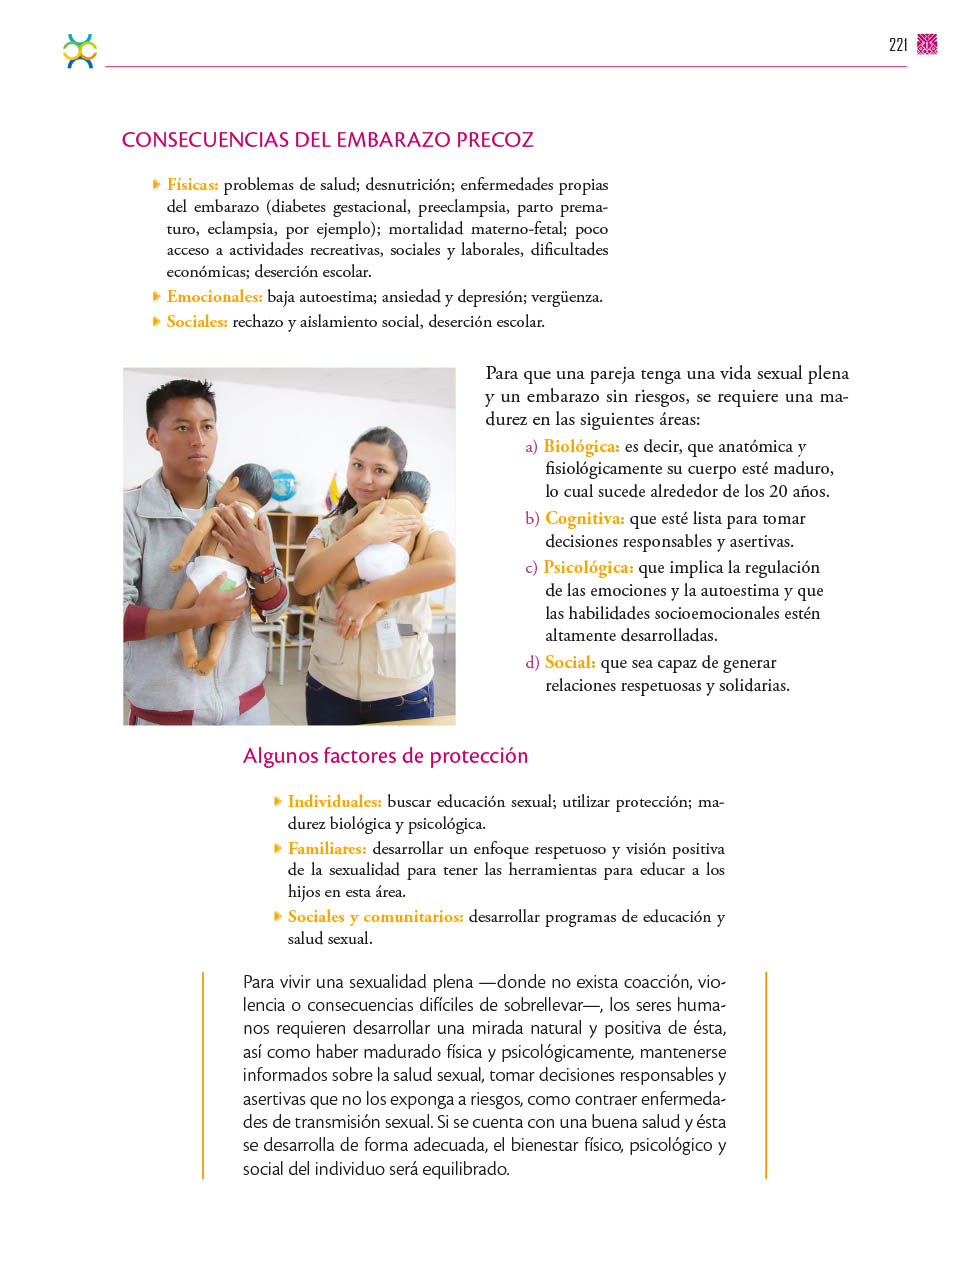 221
CONSECUENCIAS DEL EMBARAZO PRECOZ
Físicas: problemas de salud; desnutrición; enfermedades propias
del embarazo (diabetes gestacional, preeclampsia, parto prema-
turo, eclampsia, por ejemplo); mortalidad materno-fetal; poco
acceso a actividades recreativas, sociales y laborales, dificultades
económicas; deserción escolar.
Emocionales: baja autoestima; ansiedad y depresión; vergüenza.
Sociales: rechazo y aislamiento social, deserción escolar.
Para que una pareja tenga una vida sexual plena
y un embarazo sin riesgos, se requiere una ma-
durez en las siguientes áreas:
a) Biológica: es decir, que anatómica y
fisiológicamente su cuerpo esté maduro,
lo cual sucede alrededor de los 20 años.
b) Cognitiva: que esté lista para tomar
decisiones responsables y asertivas.
c) Psicológica: que implica la regulación
de las emociones y la autoestima y que
las habilidades socioemocionales estén
altamente desarrolladas.
d) Social: que sea capaz de generar
relaciones respetuosas y solidarias.
Algunos factores de protección
Individuales: buscar educación sexual; utilizar protección; ma-
durez biológica y psicológica.
Familiares: desarrollar un enfoque respetuoso y visión positiva
de la sexualidad para tener las herramientas para educar a los
hijos en esta área.
Sociales y comunitarios: desarrollar programas de educación y
salud sexual.
Para vivir una sexualidad plena —donde no exista coacción, vio-
lencia o consecuencias difíciles de sobrellevar—, los seres huma-
nos requieren desarrollar una mirada natural y positiva de ésta,
así como haber madurado física y psicológicamente, mantenerse
informados sobre la salud sexual, tomar decisiones responsables y
asertivas que no los exponga a riesgos, como contraer enfermeda-
des de transmisión sexual. Si se cuenta con una buena salud y ésta
se desarrolla de forma adecuada, el bienestar físico, psicológico y
social del individuo será equilibrado.